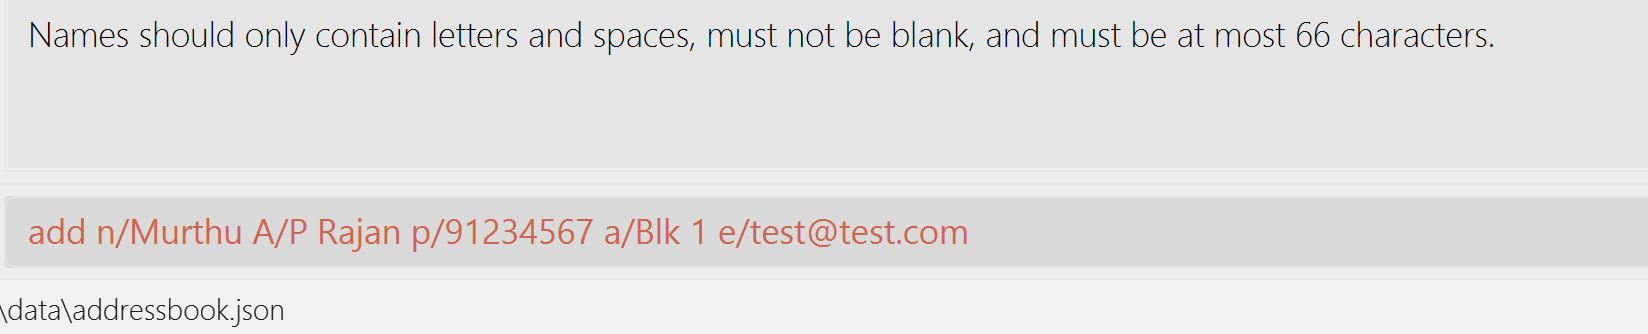 Names should only contain letters and spaces, must not be blank, and must be at most 66 characters.
add n/Murthu A/P Rajan p/91234567 a/Blk 1 e/test@test.com
\data\addressbook.json